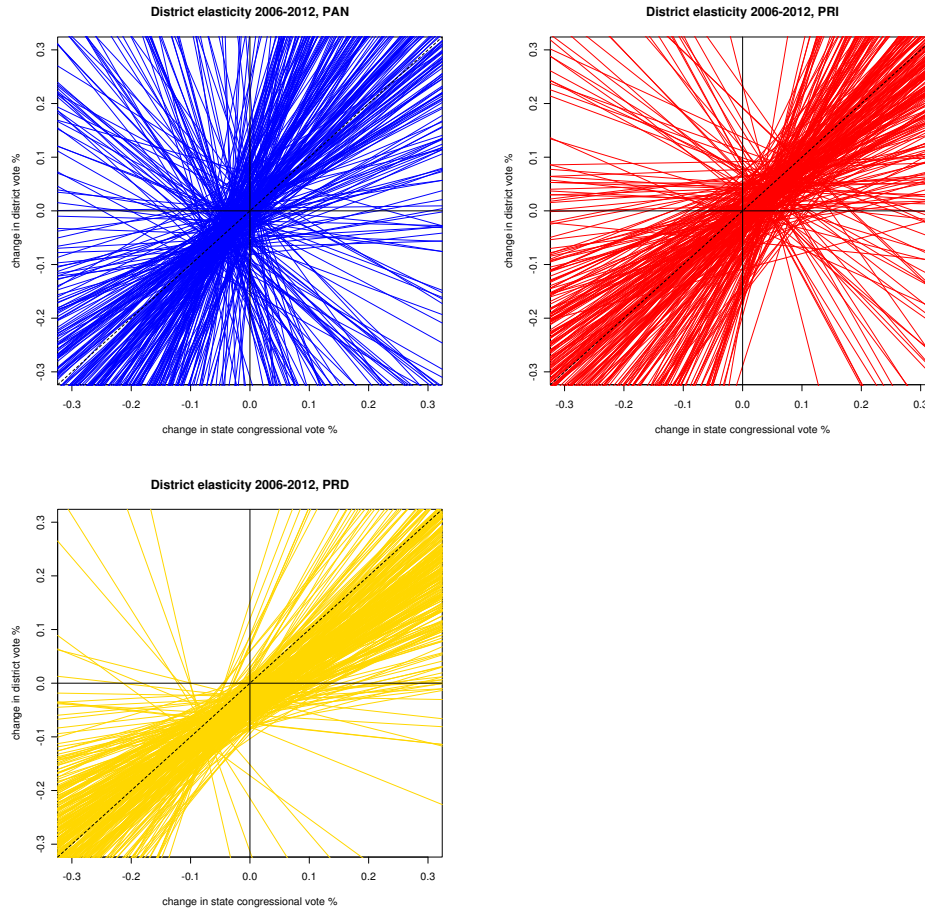 District elasticity 2006-2012, PAN
change in district vote %
0.3
0.2
0.1
0.0
-0.1
-0.2
-0.3
-0.3 -0.2 -0.1 0.0 0.1 0.2 0.3
change in state congressional vote %
District elasticity 2006-2012, PRI
change in district vote %
0.3
0.2
0.1
0.0
-0.1
-0.2
-0.3
-0.3 -0.2 -0.1 0.0 0.1 0.2 0.3
change in state congressional vote %
District elasticity 2006-2012, PRD
change in district vote %
0.3
0.2
0.1
0.0
-0.1
-0.2
-0.3
-0.3 -0.2 -0.1 0.0 0.1 0.2 0.3
change in state congressional vote %